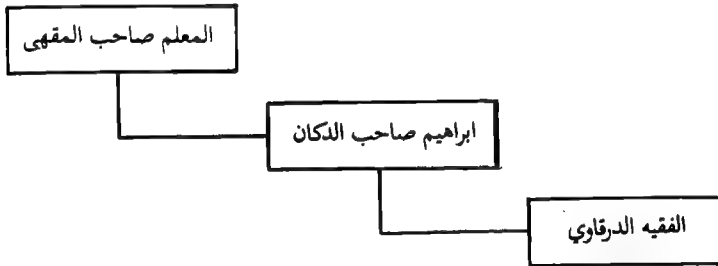 المعلم صاحب المقهى
ابراهيم صاحب الدكان
الفقيه الدرقاوي